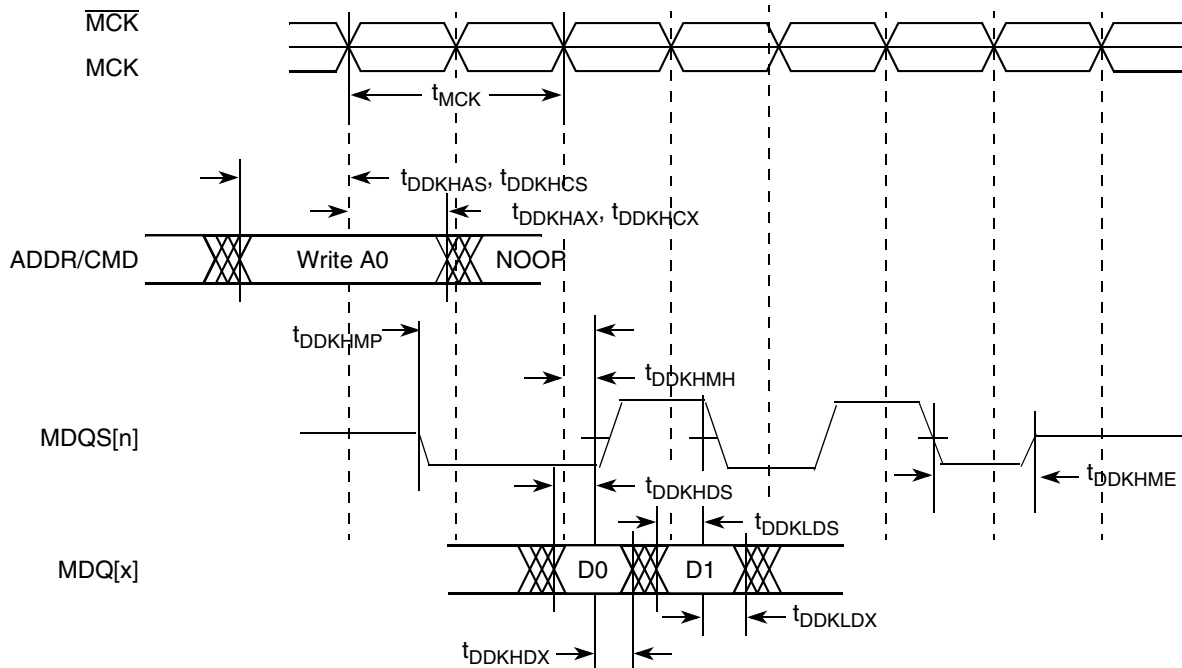 MCK
MCK
tMCK
tDDKHAS, tDDKHCS
tDDKHAX, tDDKHCX
ADDR/CMD
Write A0
NOOP
tDDKHMP
tDDKHMH
MDQS[n]
tDDKHDS
tDDKHME
tDDKLDS
MDQ[x]
D0
D1
tDDKLDX
tDDKHDX